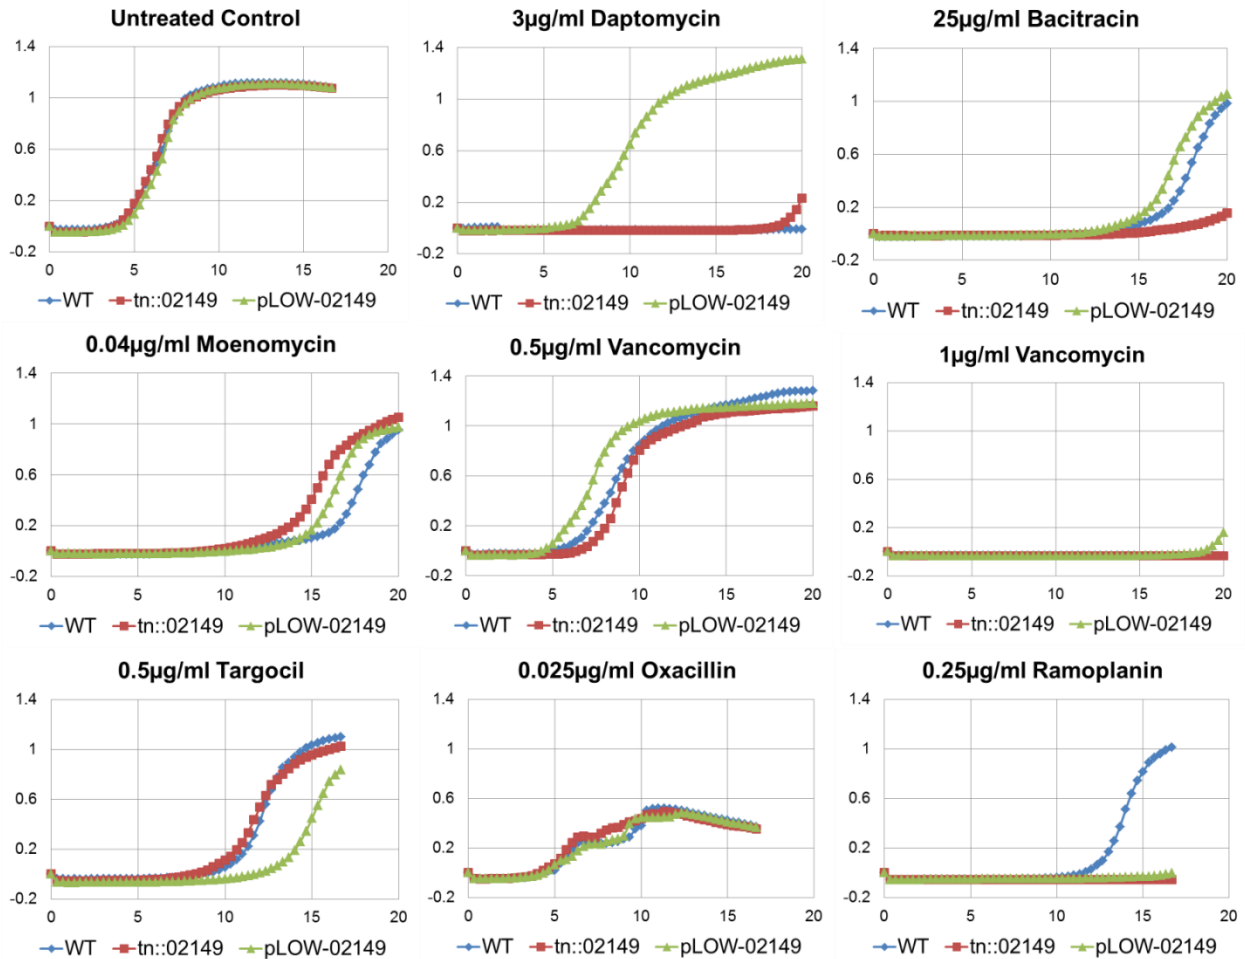 Untreated Control
1.4
1
0.6
0.2
-0.2
0 5 10 15 20
WT tn::02149 pLOW-02149
3µg/ml Daptomycin
1.4
1
0.6
0.2
-0.2
0 5 10 15 20
WT tn::02149 pLOW-02149
25µg/ml Bacitracin
1.4
1
0.6
0.2
-0.2
0 5 10 15 20
WT tn::02149 pLOW-02149
0.04µg/ml Moenomycin
1.4
1
0.6
0.2
-0.2
0 5 10 15 20
WT tn::02149 pLOW-02149
0.5µg/ml Vancomycin
1.4
1
0.6
0.2
-0.2
0 5 10 15 20
WT tn::02149 pLOW-02149
1µg/ml Vancomycin
1.4
1
0.6
0.2
-0.2
0 5 10 15 20
WT tn::02149 pLOW-02149
0.5µg/ml Targocil
1.4
1
0.6
0.2
-0.2
0 5 10 15 20
WT tn::02149 pLOW-02149
0.025µg/ml Oxacillin
1.4
1
0.6
0.2
-0.2
0 5 10 15 20
WT tn::02149 pLOW-02149
0.25µg/ml Ramoplanin
1.4
1
0.6
0.2
-0.2
0 5 10 15 20
WT tn::02149 pLOW-02149